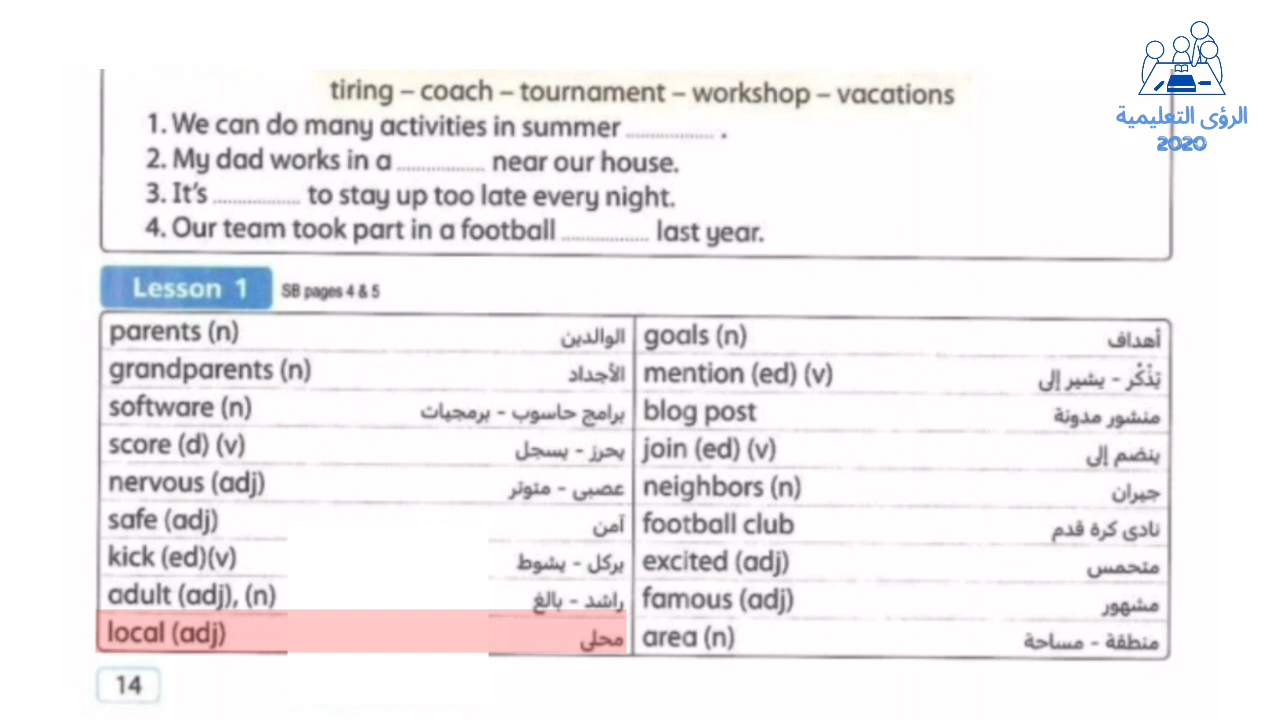 الرؤى التعليمية
2020
tiring – coach – tournament – workshop – vacations
1. We can do many activities in summer ................ .
2. My dad works in a ................ near our house.
3. It's ................ to stay up too late every night.
4. Our team took part in a football ................ last year.
Lesson 1 SB pages 4 & 5
parents (n) الوالدين
grandparents (n) الأجداد
software (n) برامج حاسوب - برمجيات
score (d) (v) يحرز - يسجل
nervous (adj) عصبى - متوتر
safe (adj) آمن
kick (ed)(v) يركل - يشوط
adult (adj), (n) راشد - بالغ
local (adj) محلى
goals (n) أهداف
mention (ed) (v) يَذْكُر - يشير إلى
blog post منشور مدونة
join (ed) (v) ينضم إلى
neighbors (n) جيران
football club نادى كرة قدم
excited (adj) متحمس
famous (adj) مشهور
area (n) منطقة - مساحة
14